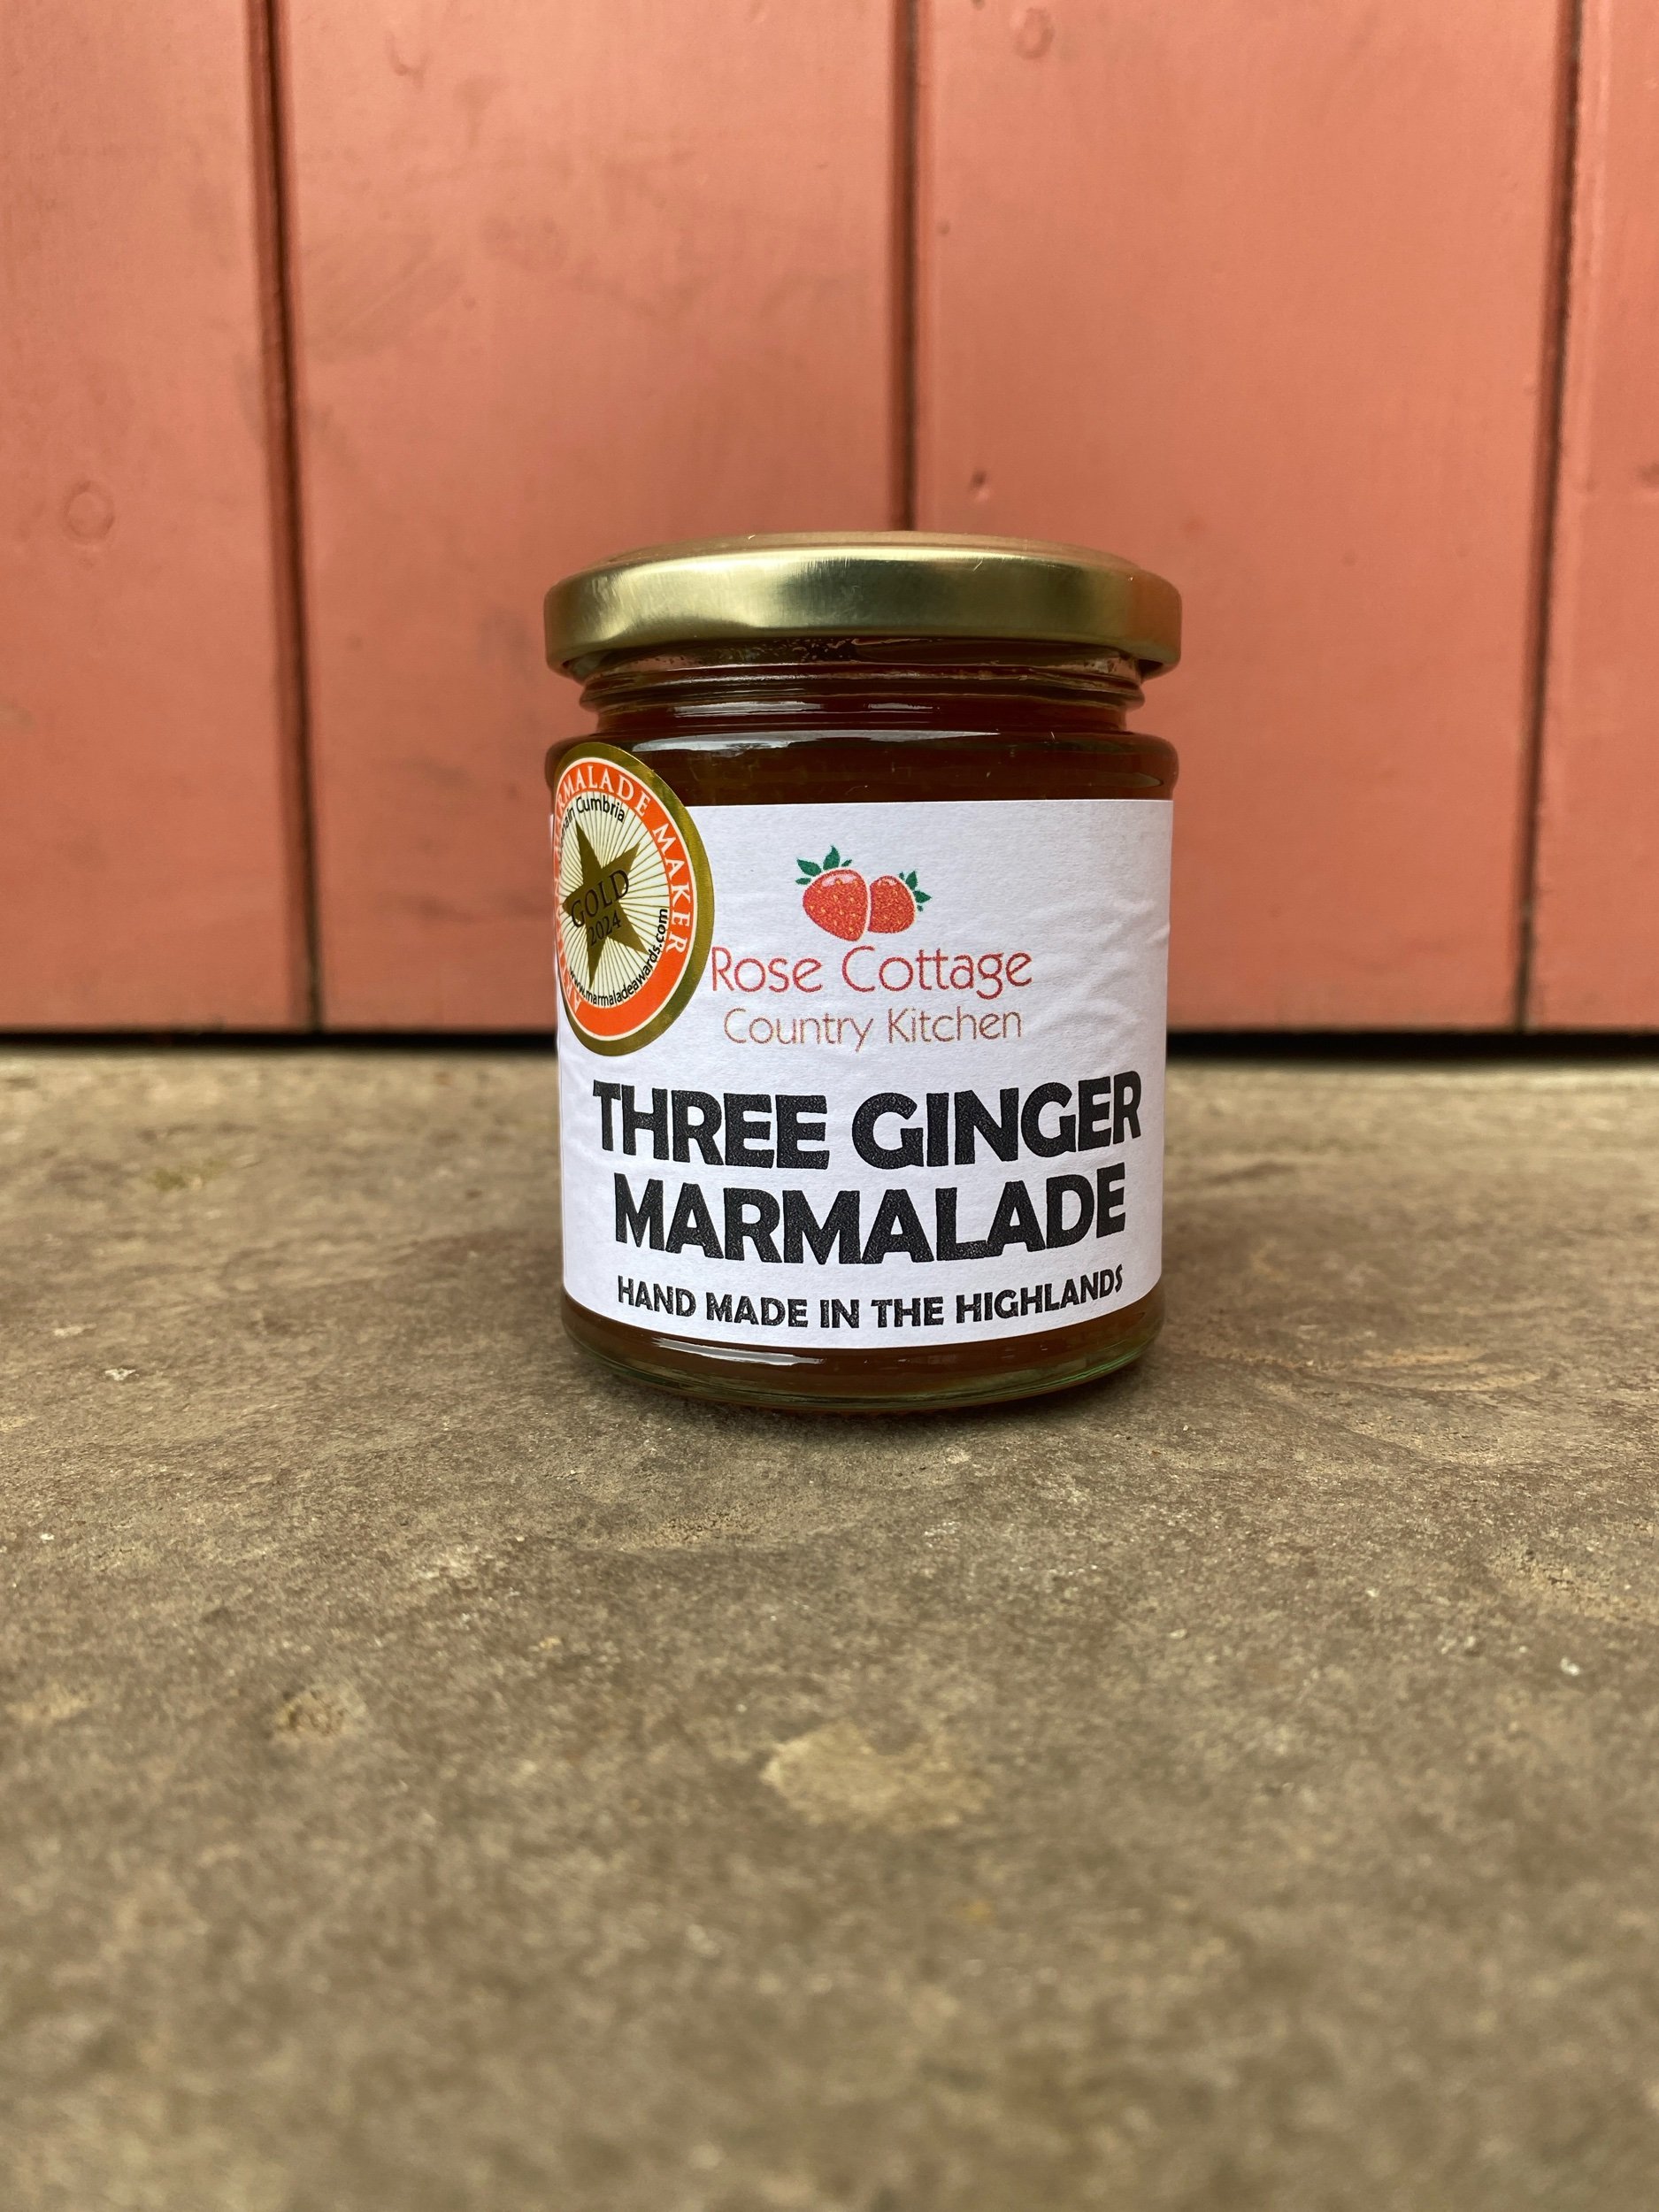 MARMALADE MAKER
Cumbria
GOLD
2024
www.marmaladeawards.com
Rose Cottage
Country Kitchen
THREE GINGER
MARMALADE
HAND MADE IN THE HIGHLANDS